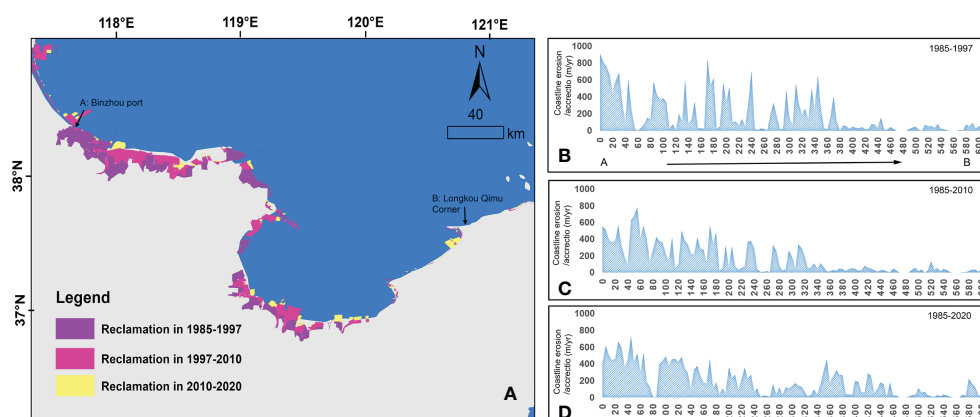 118°E 119°E 120°E 121°E
38°N
37°N
A: Binzhou port
B: Longkou Qimu
Corner
N
40
km
Legend
Reclamation in 1985-1997
Reclamation in 1997-2010
Reclamation in 2010-2020
A
1985-1997
Coastline erosion
/accretio (m/yr)
1000
800
600
400
200
0
0 20 40 60 80 100 120 140 160 180 200 220 240 260 280 300 320 340 360 380 400 420 440 460 480 500 520 540 560 580 600
A B
B
1985-2010
Coastline erosion
/accretio (m/yr)
1000
800
600
400
200
0
0 20 40 60 80 100 120 140 160 180 200 220 240 260 280 300 320 340 360 380 400 420 440 460 480 500 520 540 560 580
C
1985-2020
Coastline erosion
/accretio (m/yr)
1000
800
600
400
200
0
0 20 40 60 80 100 120 140 160 180 200 220 240 260 280 300 320 340 360 380 400 420 440 460 480 500 520 540 560 580
D